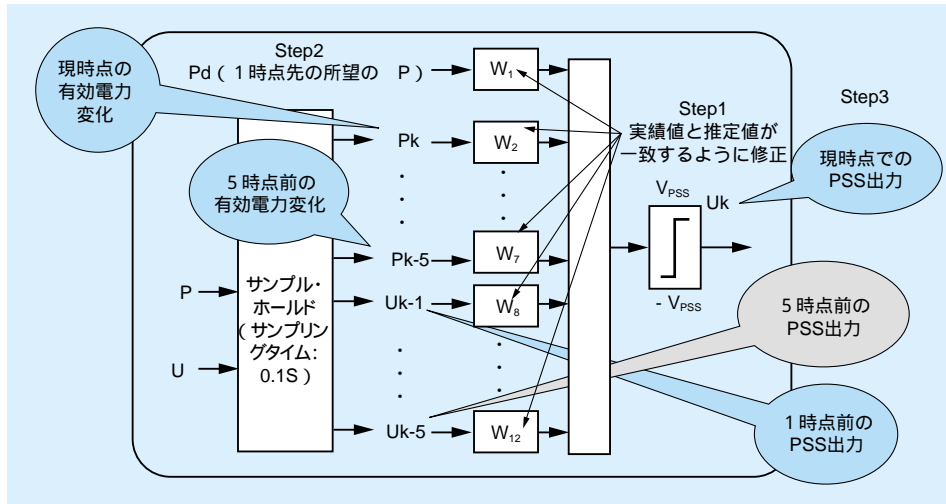 現時点の
有効電力
変化
Step2
Pd(1時点先の所望の P)
W1
Step1
実績値と推定値が
一致するように修正
Step3
現時点での
PSS出力
Pk
W2
5時点前の
有効電力変化
VPSS
Uk
Pk-5
W7
- VPSS
P
サンプル・
ホールド
(サンプリン
グタイム:
0.1S)
Uk-1
W8
5時点前の
PSS出力
U
Uk-5
W12
1時点前の
PSS出力